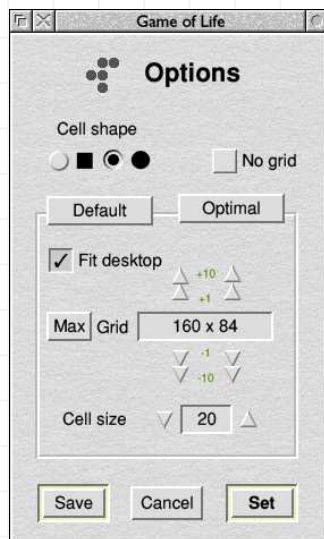 Game of Life
Options
Cell shape
No grid
Default Optimal
Fit desktop
+10
+1
Max Grid 160 x 84
-1
-10
Cell size 20
Save Cancel Set